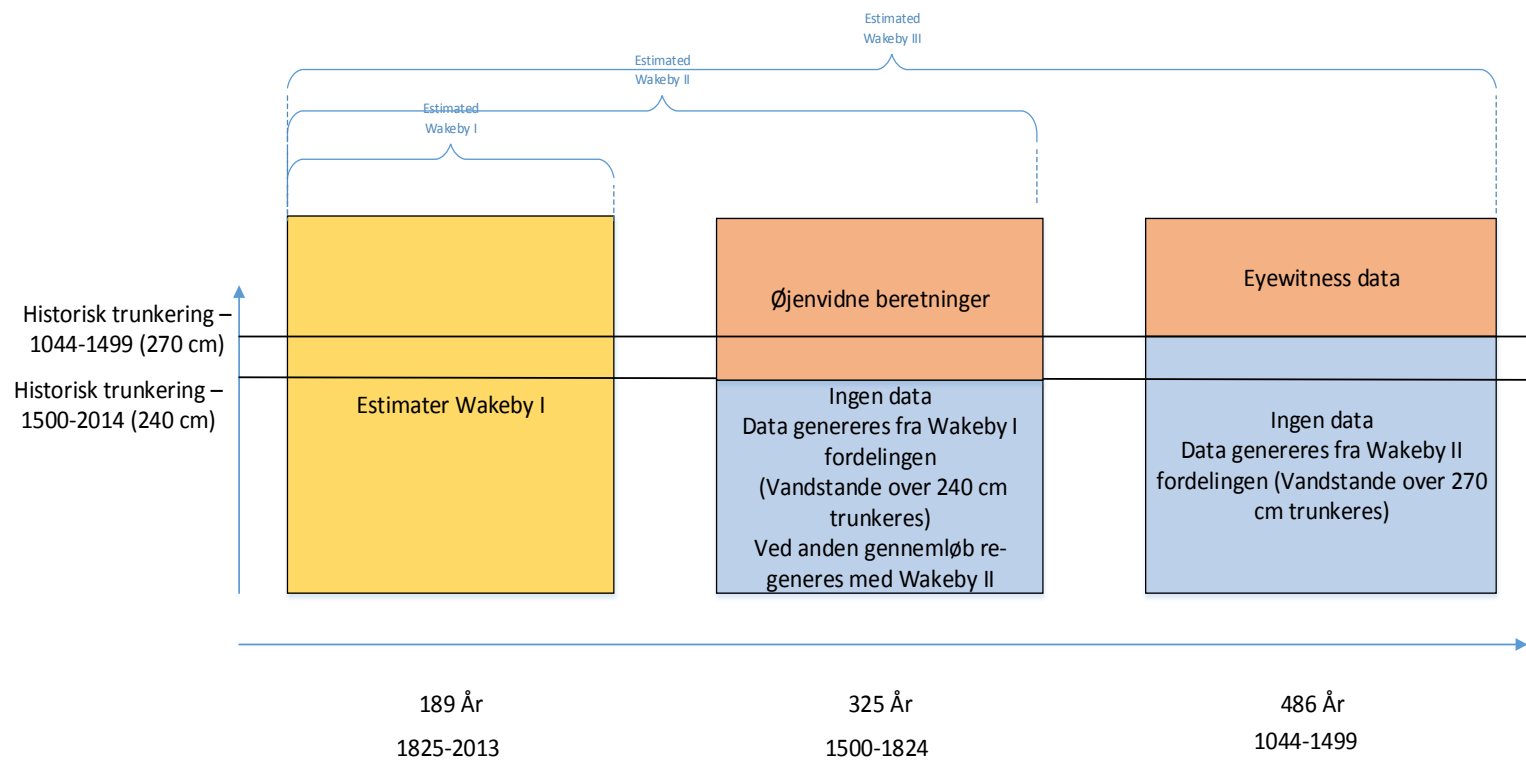 Estimated
Wakeby III
Estimated
Wakeby II
Estimated
Wakeby I
Historisk trunkering –
1044-1499 (270 cm)
Historisk trunkering –
1500-2014 (240 cm)
Estimater Wakeby I
Øjenvidne beretninger
Ingen data
Data genereres fra Wakeby I
fordelingen
(Vandstande over 240 cm
trunkeres)
Ved anden gennemløb re-
generes med Wakeby II
Eyewitness data
Ingen data
Data genereres fra Wakeby II
fordelingen (Vandstande over 270
cm trunkeres)
189 År
1825-2013
325 År
1500-1824
486 År
1044-1499